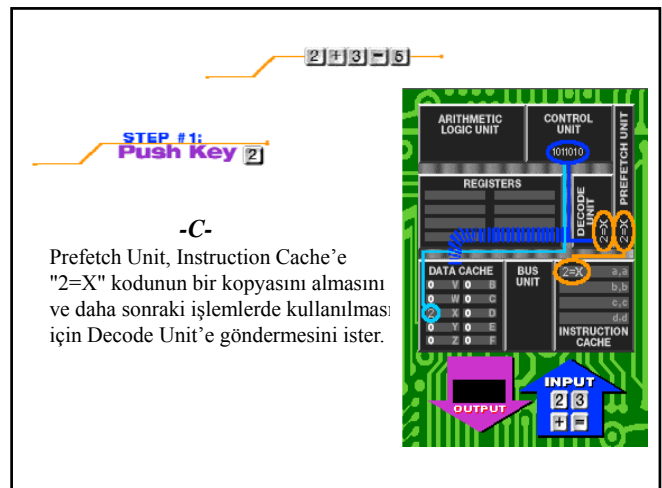 2 + 3 = 5
STEP #1:
Push Key 2
-C-
Prefetch Unit, Instruction Cache’e
"2=X" kodunun bir kopyasını almasını
ve daha sonraki işlemlerde kullanılması
için Decode Unit’e göndermesini ister.
ARITHMETIC
LOGIC UNIT
CONTROL
UNIT
1011010
PREFETCH UNIT
2=X
REGISTERS
DECODE
UNIT
2=X
DATA CACHE
0 V 0 B
0 W 0 C
2 X 0 D
0 Y 0 E
0 Z 0 F
BUS
UNIT
2=X a,a
b,b
c,c
d,d
INSTRUCTION
CACHE
OUTPUT
INPUT
2 3
+ =